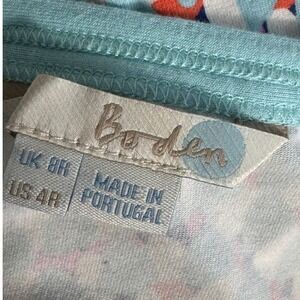 Boden
UK 8R
US 4R
MADE IN
PORTUGAL